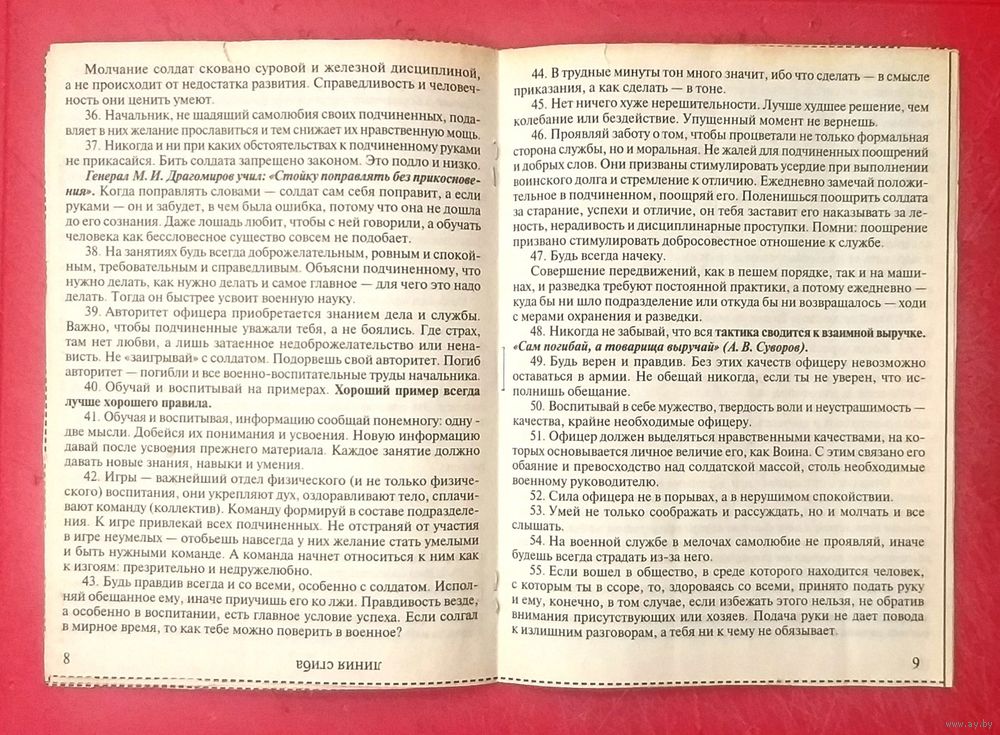 Молчание солдат сковано суровой и железной дисциплиной,
а не происходит от недостатка развития. Справедливость и человеч-
ность они ценить умеют.
36. Начальник, не щадящий самолюбия своих подчиненных, пода-
вляет в них желание прославиться и тем снижает их нравственную мощь.
37. Никогда и ни при каких обстоятельствах к подчиненному руками
не прикасайся. Бить солдата запрещено законом. Это подло и низко.
Генерал М. И. Драгомиров учил: «Стойку поправлять без прикоснове-
ния». Когда поправлять словами — солдат сам себя поправит, а если
руками — он и забудет, в чем была ошибка, потому что она не дошла
до его сознания. Даже лошадь любит, чтобы с ней говорили, а обучать
человека как бессловесное существо совсем не подобает.
38. На занятиях будь всегда доброжелательным, ровным и спокой-
ным, требовательным и справедливым. Объясни подчиненному, что
нужно делать, как нужно делать и самое главное — для чего это надо
делать. Тогда он быстрее усвоит военную науку.
39. Авторитет офицера приобретается знанием дела и службы.
Важно, чтобы подчиненные уважали тебя, а не боялись. Где страх,
там нет любви, а лишь затаенное недоброжелательство или нена-
висть. Не «заигрывай» с солдатом. Подорвешь свой авторитет. Погиб
авторитет — погибли и все военно-воспитательные труды начальника.
40. Обучай и воспитывай на примерах. Хороший пример всегда
лучше хорошего правила.
41. Обучая и воспитывая, информацию сообщай понемногу: одну -
две мысли. Добейся их понимания и усвоения. Новую информацию
давай после усвоения прежнего материала. Каждое занятие должно
давать новые знания, навыки и умения.
42. Игры — важнейший отдел физического (и не только физиче-
ского) воспитания, они укрепляют дух, оздоравливают тело, сплачи-
вают команду (коллектив). Команду формируй в составе подразделе-
ния. К игре привлекай всех подчиненных. Не отстраняй от участия
в игре неумелых — отобьешь навсегда у них желание стать умелыми
и быть нужными команде. А команда начнет относиться к ним как
к изгоям: презрительно и недружелюбно.
43. Будь правдив всегда и со всеми, особенно с солдатом. Испол-
няй обещанное ему, иначе приучишь его ко лжи. Правдивость везде,
а особенно в воспитании, есть главное условие успеха. Если солгал
в мирное время, то как тебе можно поверить в военное?
8
линия сгиба
44. В трудные минуты тон много значит, ибо что сделать — в смысле
приказания, а как сделать — в тоне.
45. Нет ничего хуже нерешительности. Лучше худшее решение, чем
колебание или бездействие. Упущенный момент не вернешь.
46. Проявляй заботу о том, чтобы процветали не только формальная
сторона службы, но и моральная. Не жалей для подчиненных поощрений
и добрых слов. Они призваны стимулировать усердие при выполнении
воинского долга и стремление к отличию. Ежедневно замечай положи-
тельное в подчиненном, поощряй его. Поленишься поощрить солдата
за старание, успехи и отличие, он тебя заставит его наказывать за ле-
ность, нерадивость и дисциплинарные проступки. Помни: поощрение
призвано стимулировать добросовестное отношение к службе.
47. Будь всегда начеку.
Совершение передвижений, как в пешем порядке, так и на маши-
нах, и разведка требуют постоянной практики, а потому ежедневно —
куда бы ни шло подразделение или откуда бы ни возвращалось — ходи
с мерами охранения и разведки.
48. Никогда не забывай, что вся тактика сводится к взаимной выручке.
«Сам погибай, а товарища выручай» (А. В. Суворов).
49. Будь верен и правдив. Без этих качеств офицеру невозможно
оставаться в армии. Не обещай никогда, если ты не уверен, что ис-
полнишь обещание.
50. Воспитывай в себе мужество, твердость воли и неустрашимость —
качества, крайне необходимые офицеру.
51. Офицер должен выделяться нравственными качествами, на ко-
торых основывается личное величие его, как Воина. С этим связано его
обаяние и превосходство над солдатской массой, столь необходимые
военному руководителю.
52. Сила офицера не в порывах, а в нерушимом спокойствии.
53. Умей не только соображать и рассуждать, но и молчать и все
слышать.
54. На военной службе в мелочах самолюбие не проявляй, иначе
будешь всегда страдать из-за него.
55. Если вошел в общество, в среде которого находится человек,
с которым ты в ссоре, то, здороваясь со всеми, принято подать руку
и ему, конечно, в том случае, если избежать этого нельзя, не обратив
внимания присутствующих или хозяев. Подача руки не дает повода
к излишним разговорам, а тебя ни к чему не обязывает.
9
www.ay.by